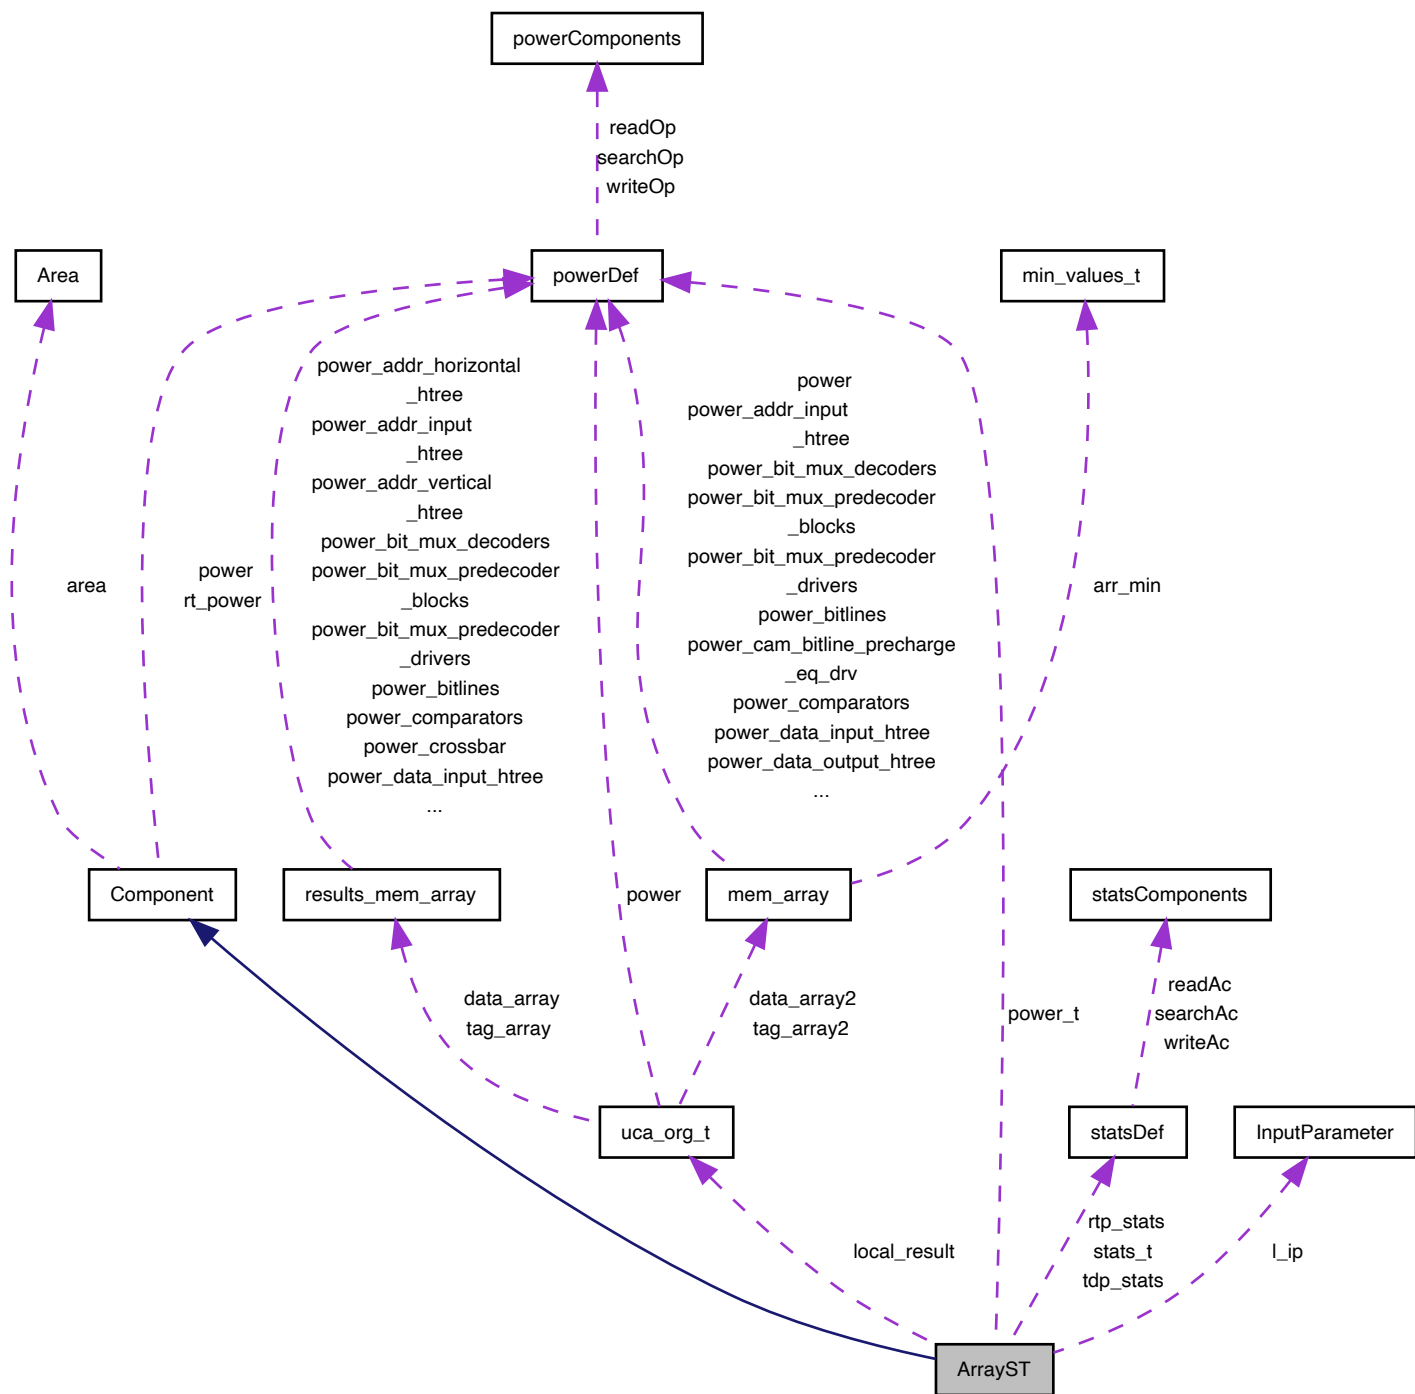 powerComponents
readOp
searchOp
writeOp
Area
powerDef
min_values_t
power_addr_horizontal
_htree
power_addr_input
_htree
power_addr_vertical
_htree
power_bit_mux_decoders
power_bit_mux_predecoder
_blocks
power_bit_mux_predecoder
_drivers
power_bitlines
power_comparators
power_crossbar
power_data_input_htree
...
power
power_addr_input
_htree
power_bit_mux_decoders
power_bit_mux_predecoder
_blocks
power_bit_mux_predecoder
_drivers
power_bitlines
power_cam_bitline_precharge
_eq_drv
power_comparators
power_data_input_htree
power_data_output_htree
...
area
power
rt_power
arr_min
Component
results_mem_array
power
mem_array
statsComponents
data_array
tag_array
data_array2
tag_array2
power_t
readAc
searchAc
writeAc
uca_org_t
statsDef
InputParameter
local_result
rtp_stats
stats_t
tdp_stats
l_ip
ArrayST